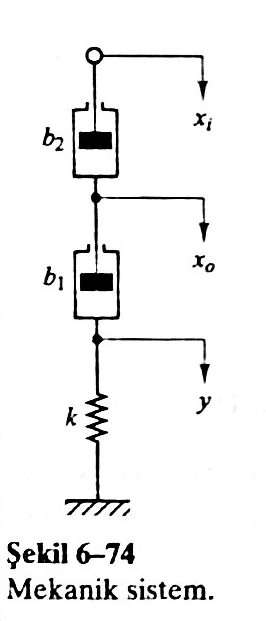 xi
b2
xo
b1
y
k
Şekil 6–74
Mekanik sistem.